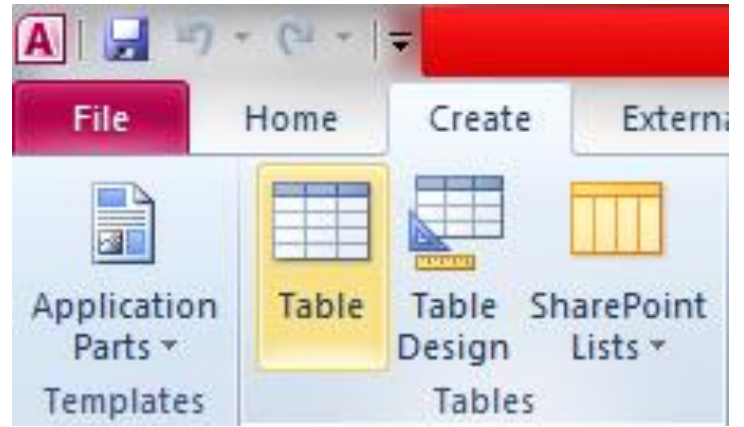 A
File Home Create Externa
Application Parts Table Table Design SharePoint Lists
Templates Tables